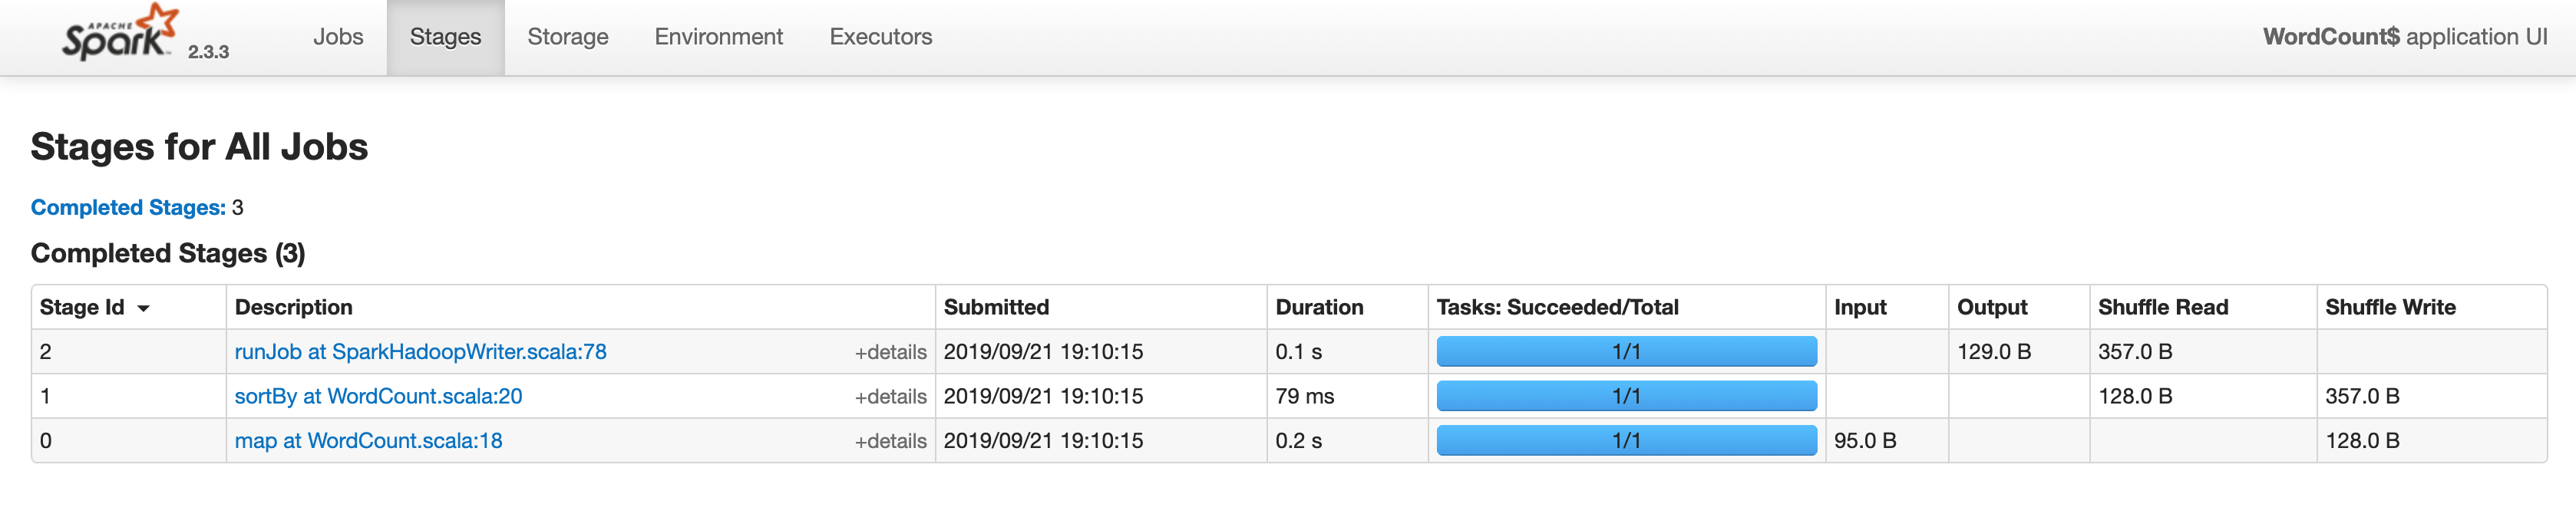 APACHE
Spark™ 2.3.3 Jobs Stages Storage Environment Executors WordCount$ application UI
Stages for All Jobs
Completed Stages: 3
Completed Stages (3)
Stage Id Description Submitted Duration Tasks: Succeeded/Total Input Output Shuffle Read Shuffle Write
2 runJob at SparkHadoopWriter.scala:78 +details 2019/09/21 19:10:15 0.1 s 1/1 129.0 B 357.0 B
1 sortBy at WordCount.scala:20 +details 2019/09/21 19:10:15 79 ms 1/1 128.0 B 357.0 B
0 map at WordCount.scala:18 +details 2019/09/21 19:10:15 0.2 s 1/1 95.0 B 128.0 B